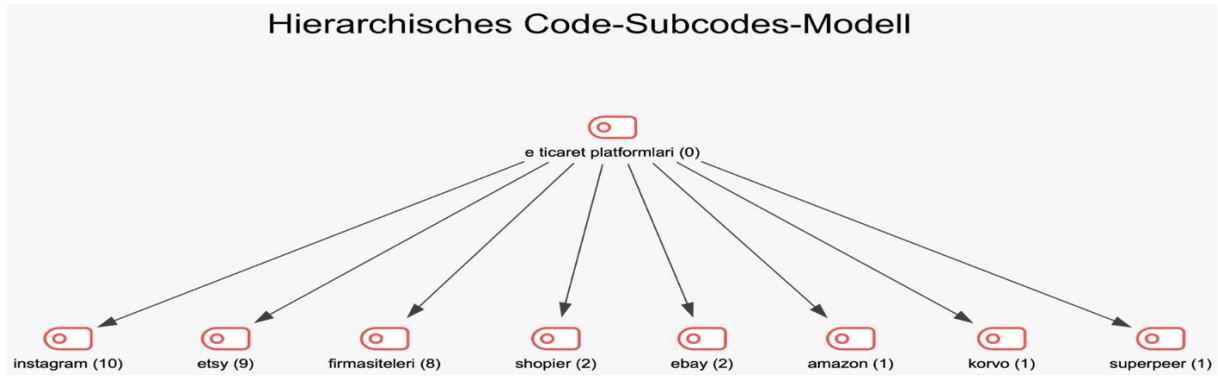 Hierarchisches Code-Subcodes-Modell
e ticaret platformlari (0)
instagram (10) etsy (9) firmasiteleri (8) shopier (2) ebay (2) amazon (1) korvo (1) superpeer (1)